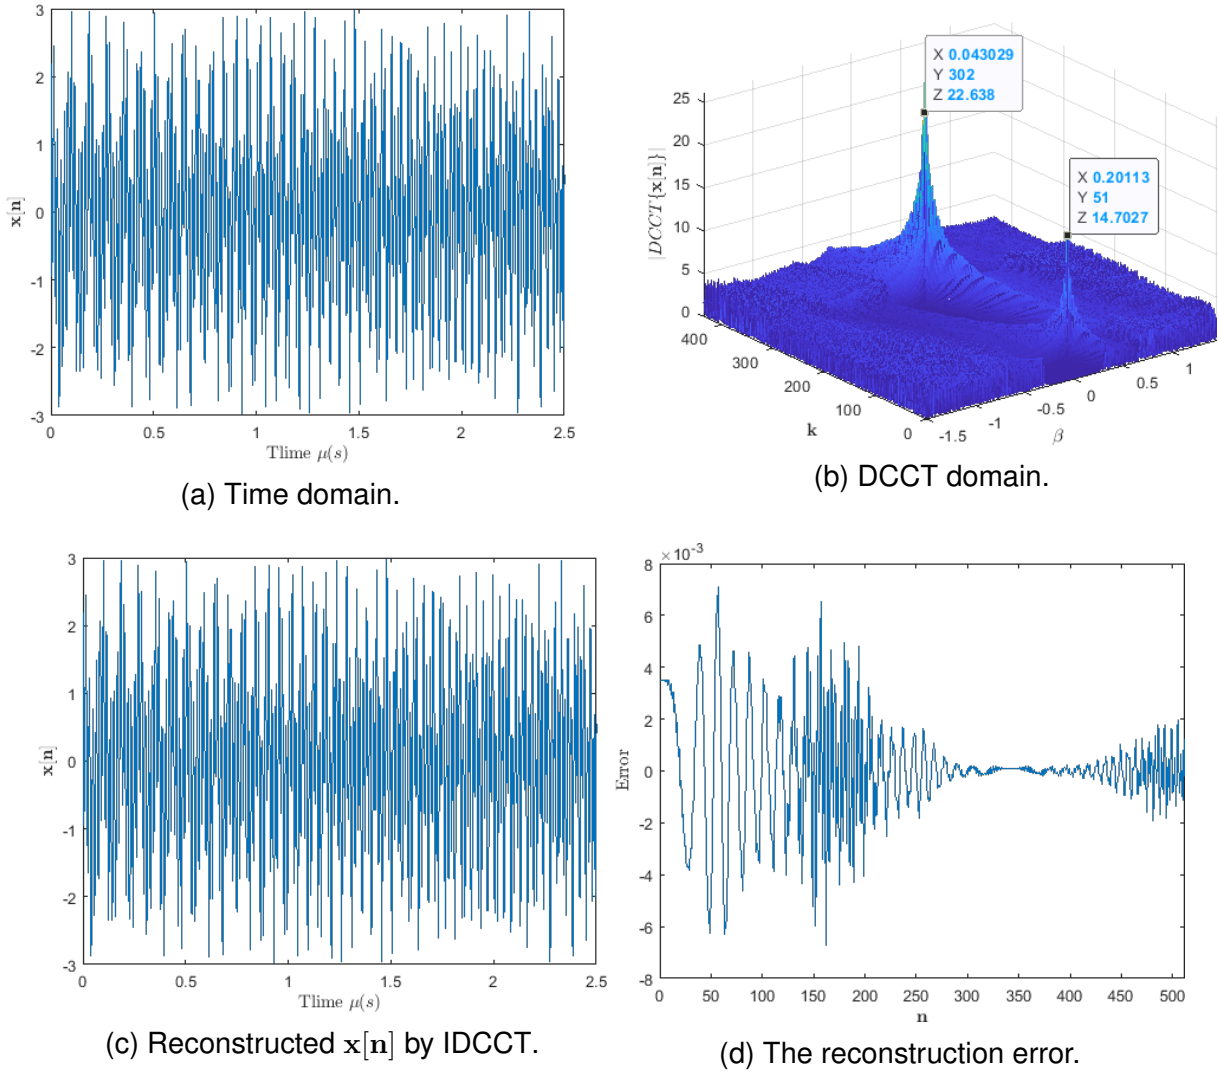 3
2
1
0
-1
-2
-3
x[n]
0 0.5 1 1.5 2 2.5
Tlime μ(s)
(a) Time domain.
X 0.043029
Y 302
Z 22.638
X 0.20113
Y 51
Z 14.7027
|DCCT{x[n]}|
25
20
15
10
5
0
400
300
200
100
0
k
-1.5 -1 -0.5 0 0.5 1
β
(b) DCCT domain.
3
2
1
0
-1
-2
-3
x[n]
0 0.5 1 1.5 2 2.5
Tlime μ(s)
(c) Reconstructed x[n] by IDCCT.
×10⁻³
8
6
4
2
0
-2
-4
-6
-8
Error
0 50 100 150 200 250 300 350 400 450 500
n
(d) The reconstruction error.